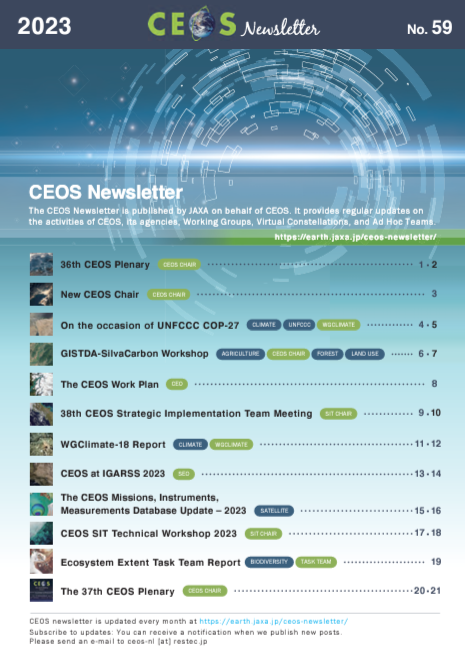 2023
CEOS Newsletter
No. 59
CEOS Newsletter
The CEOS Newsletter is published by JAXA on behalf of CEOS. It provides regular updates on
the activities of CEOS, its agencies, Working Groups, Virtual Constellations, and Ad Hoc Teams.
https://earth.jaxa.jp/ceos-newsletter/
36th CEOS Plenary CEOS CHAIR 1 - 2
New CEOS Chair CEOS CHAIR 3
On the occasion of UNFCCC COP-27 CLIMATE UNFCCC WGCLIMATE 4 - 5
GISTDA-SilvaCarbon Workshop AGRICULTURE CEOS CHAIR FOREST LAND USE 6 - 7
The CEOS Work Plan CEO 8
38th CEOS Strategic Implementation Team Meeting SIT CHAIR 9 - 10
WGClimate-18 Report CLIMATE WGCLIMATE 11 - 12
CEOS at IGARSS 2023 SEO 13 - 14
The CEOS Missions, Instruments,
Measurements Database Update – 2023 SATELLITE 15 - 16
CEOS SIT Technical Workshop 2023 SIT CHAIR 17 - 18
Ecosystem Extent Task Team Report BIODIVERSITY TASK TEAM 19
The 37th CEOS Plenary CEOS CHAIR 20 - 21
CEOS newsletter is updated every month at https://earth.jaxa.jp/ceos-newsletter/
Subscribe to updates: You can receive a notification when we publish new posts.
Please send an e-mail to ceos-nl [at] restec.jp